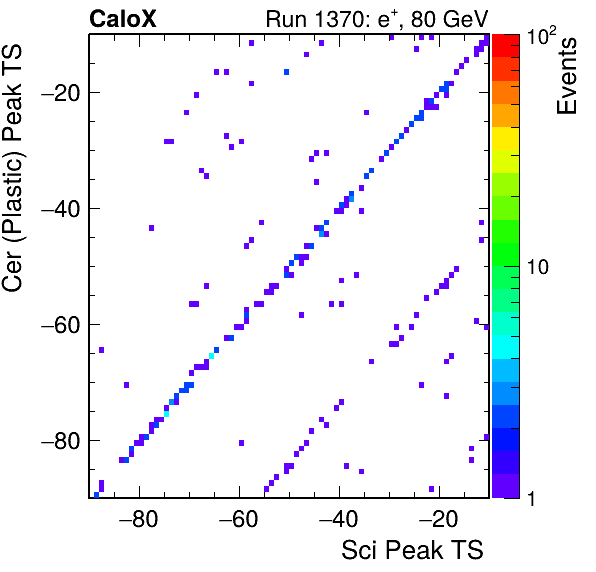 CaloX Run 1370: e⁺, 80 GeV
Cer (Plastic) Peak TS
−20
−40
−60
−80
−80 −60 −40 −20
Sci Peak TS
10²
10
1
Events